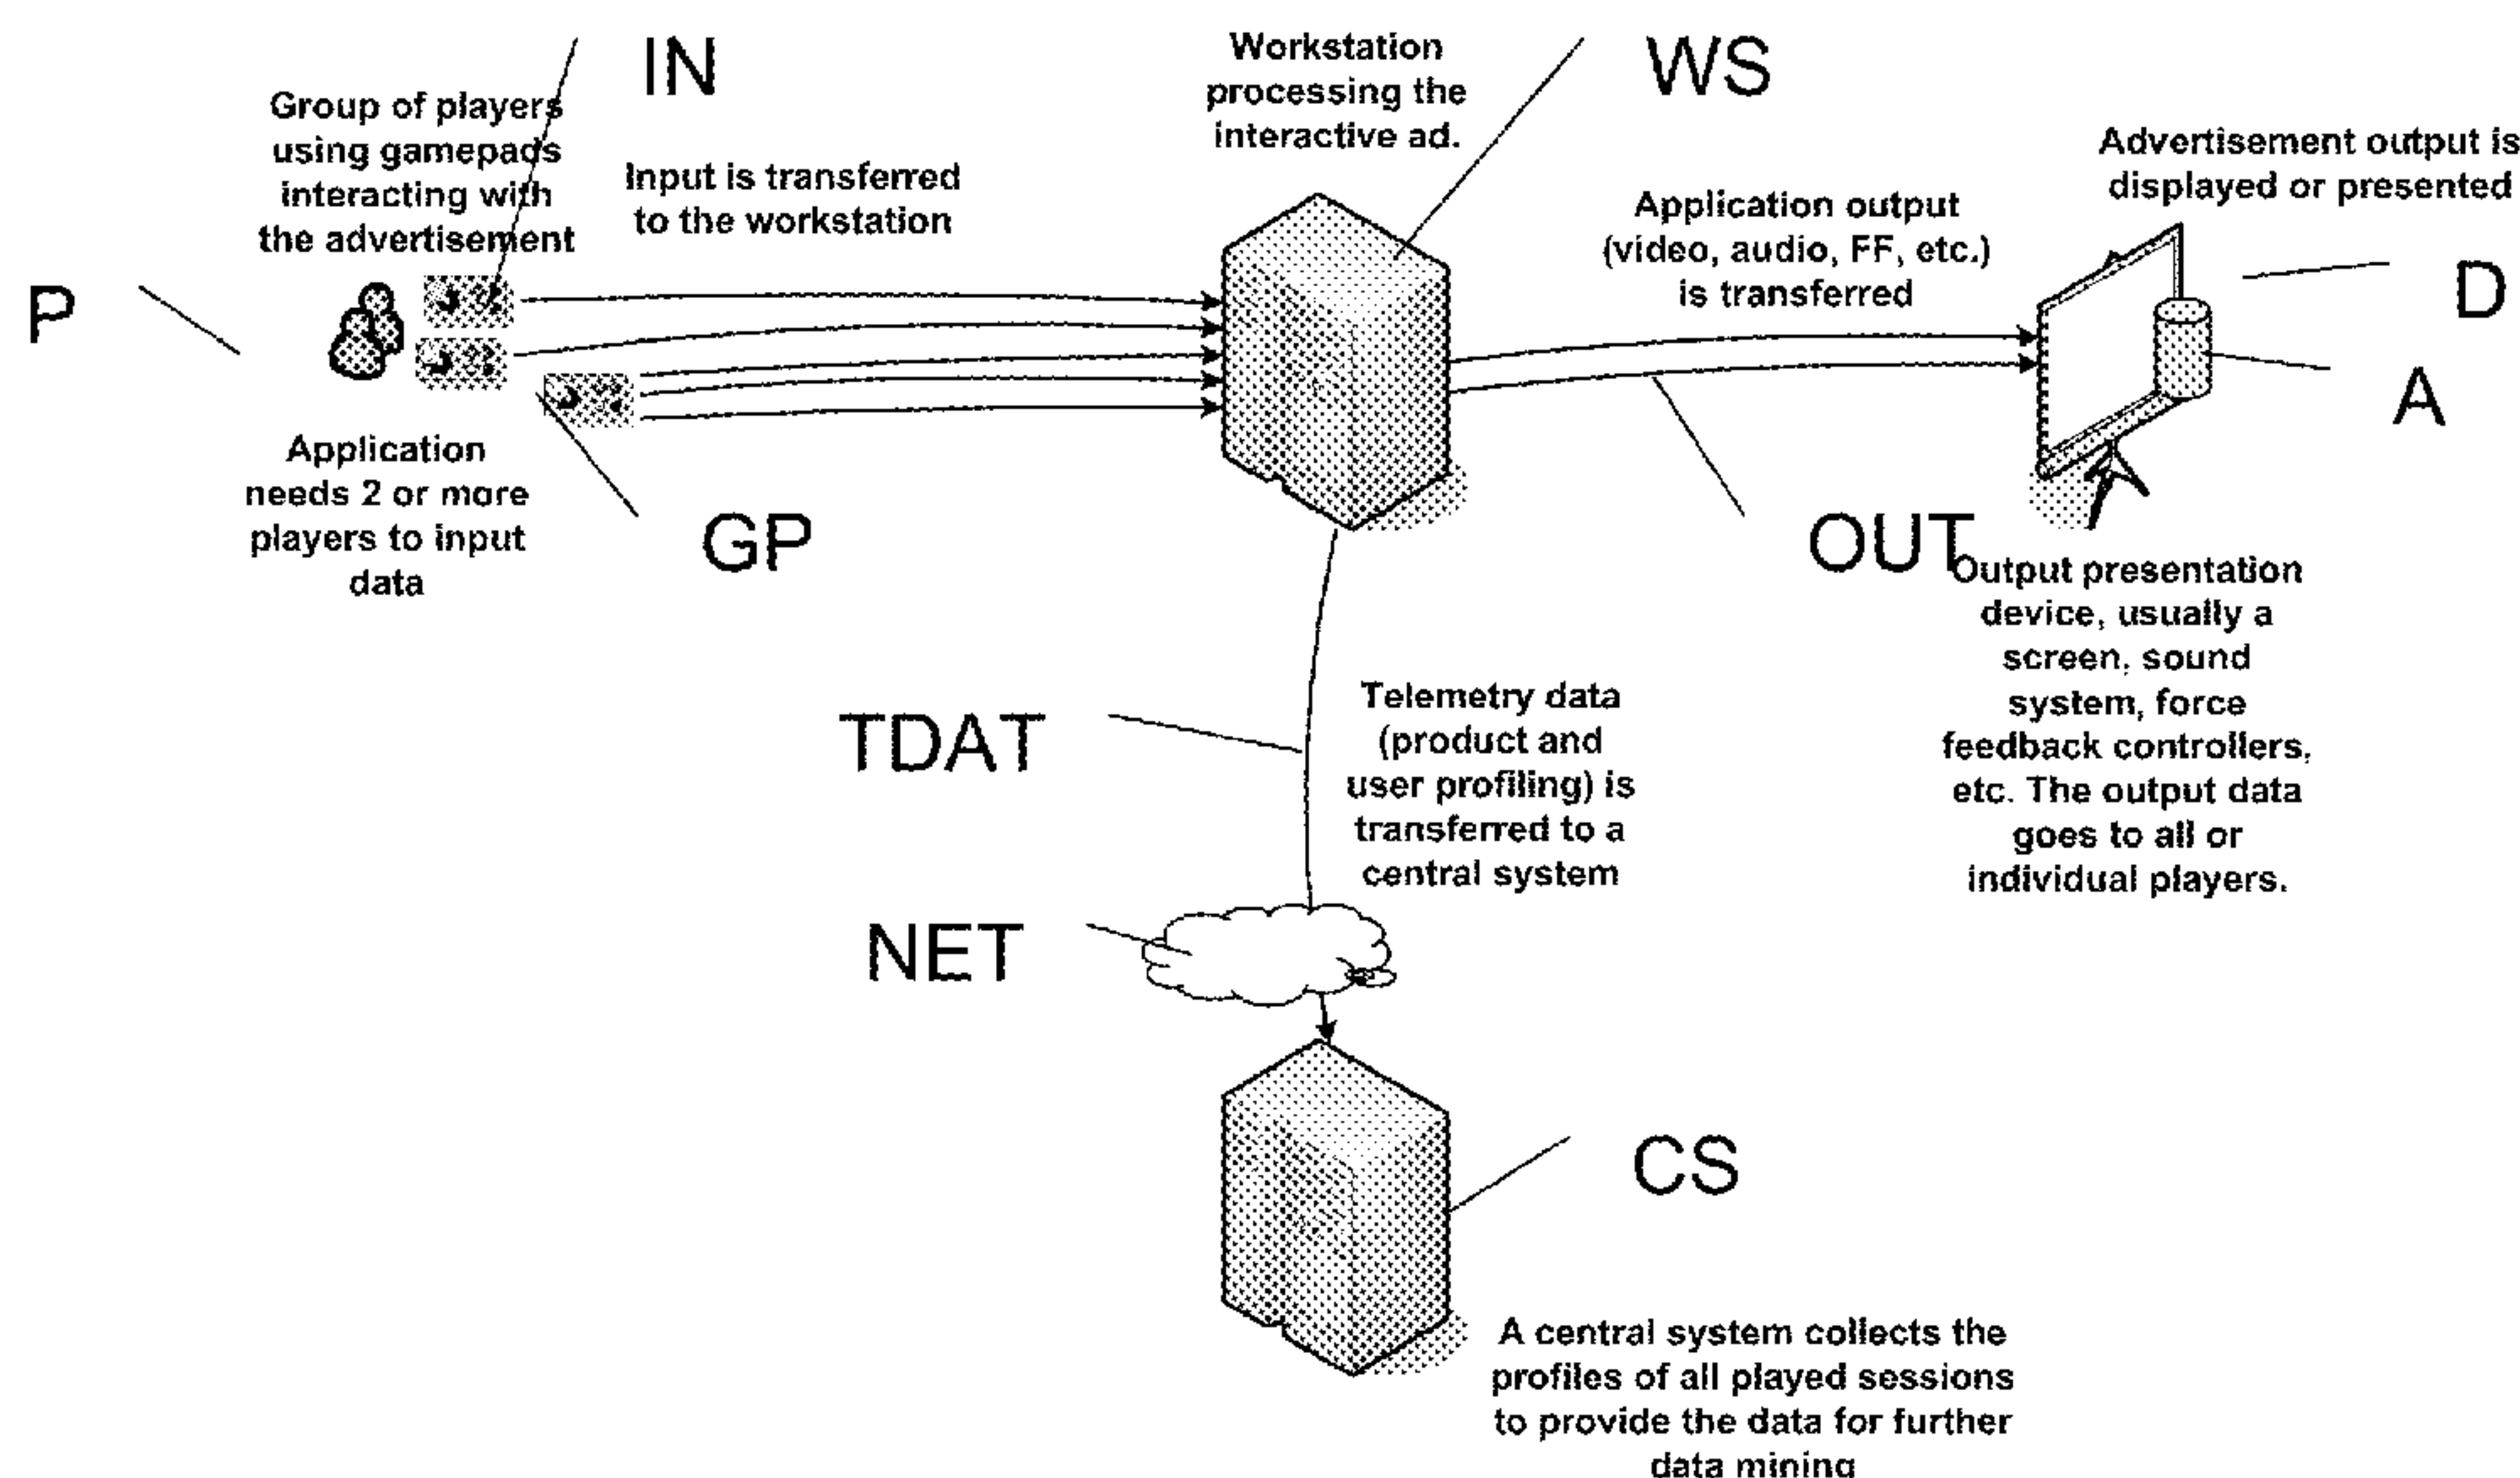 IN
Group of players
using gamepads
interacting with
the advertisement
Input is transferred
to the workstation
Workstation
processing the
interactive ad.
WS
Application output
(video, audio, FF, etc.)
is transferred
Advertisement output is
displayed or presented
P
D
A
Application
needs 2 or more
players to input
data
GP
OUT
Output presentation
device, usually a
screen, sound
system, force
feedback controllers,
etc. The output data
goes to all or
individual players.
TDAT
Telemetry data
(product and
user profiling) is
transferred to a
central system
NET
CS
A central system collects the
profiles of all played sessions
to provide the data for further
data mining